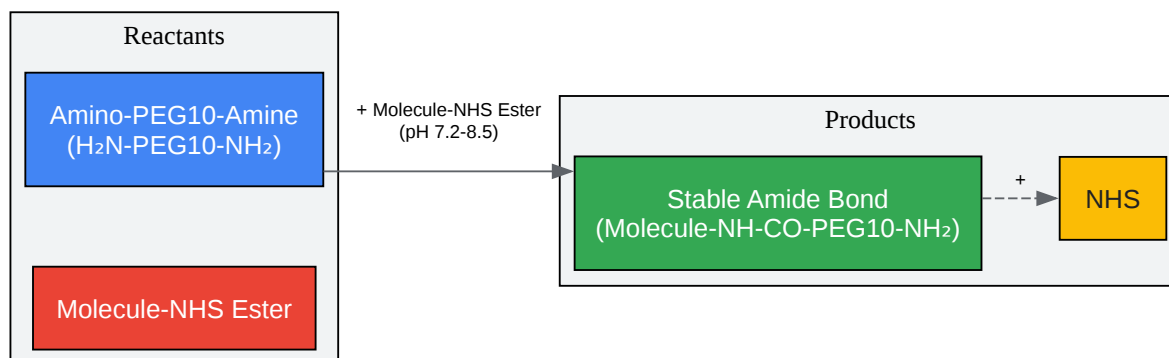 Reactants
Amino-PEG10-Amine
(H₂N-PEG10-NH₂)
Molecule-NHS Ester
+ Molecule-NHS Ester
(pH 7.2-8.5)
Products
Stable Amide Bond
(Molecule-NH-CO-PEG10-NH₂)
+
NHS